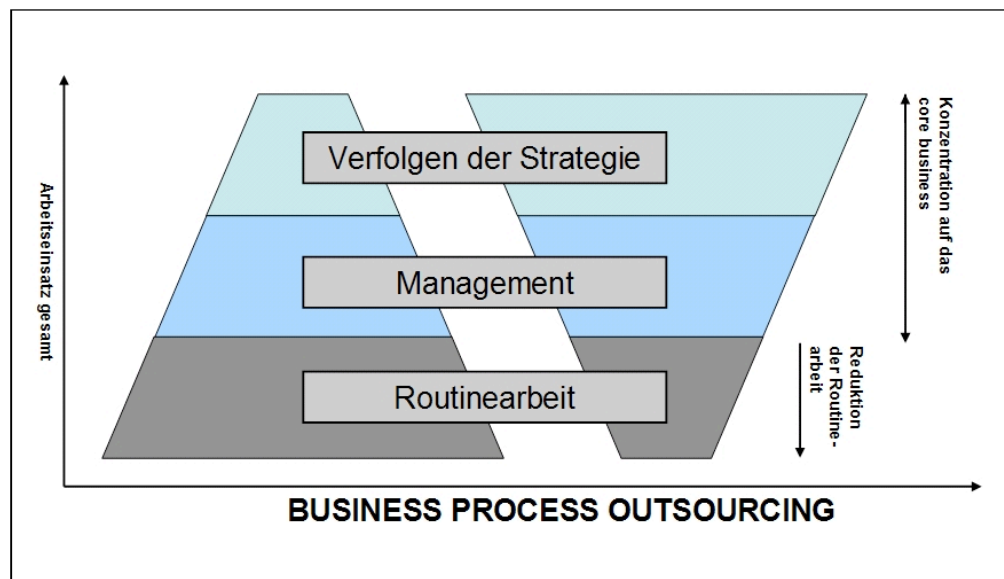 Arbeitseinsatz gesamt
Verfolgen der Strategie
Management
Routinearbeit
Konzentration auf das
core business
Reduktion
der Routine-
arbeit
BUSINESS PROCESS OUTSOURCING